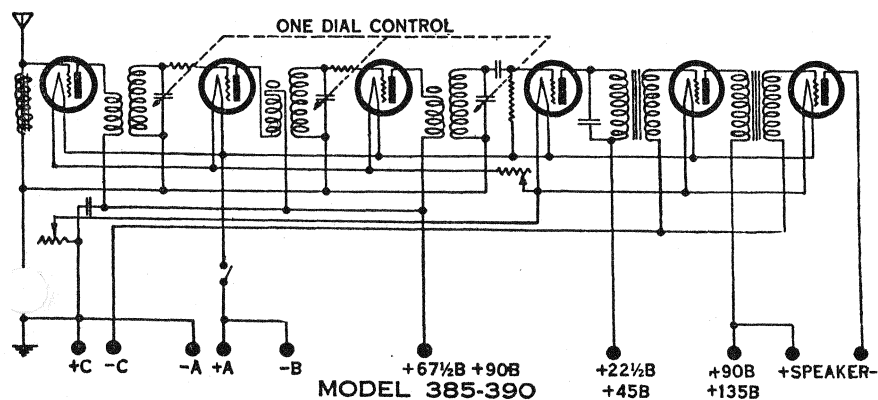 ONE DIAL CONTROL
+C -C -A +A -B +67½B +90B +22½B +90B +SPEAKER-
+45B +135B
MODEL 385-390